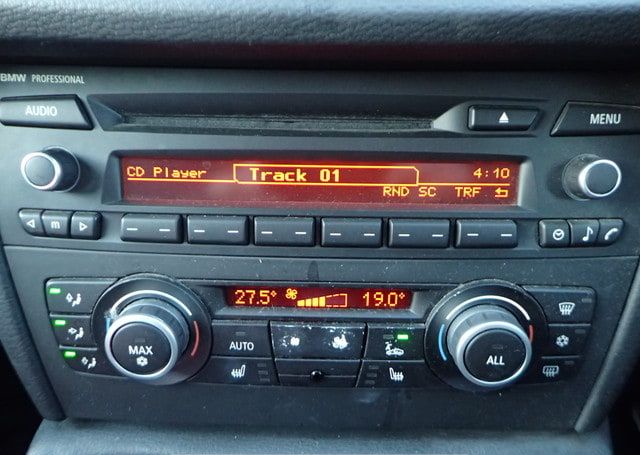 BMW PROFESSIONAL
AUDIO
MENU
CD Player Track 01 4:10
RND SC TRF
m
27.5° 19.0°
MAX
AUTO
ALL